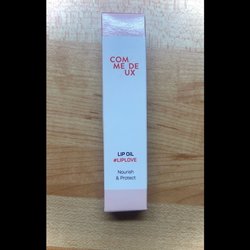 COM
ME DE
UX
LIP OIL
#LIPLOVE
Nourish
& Protect